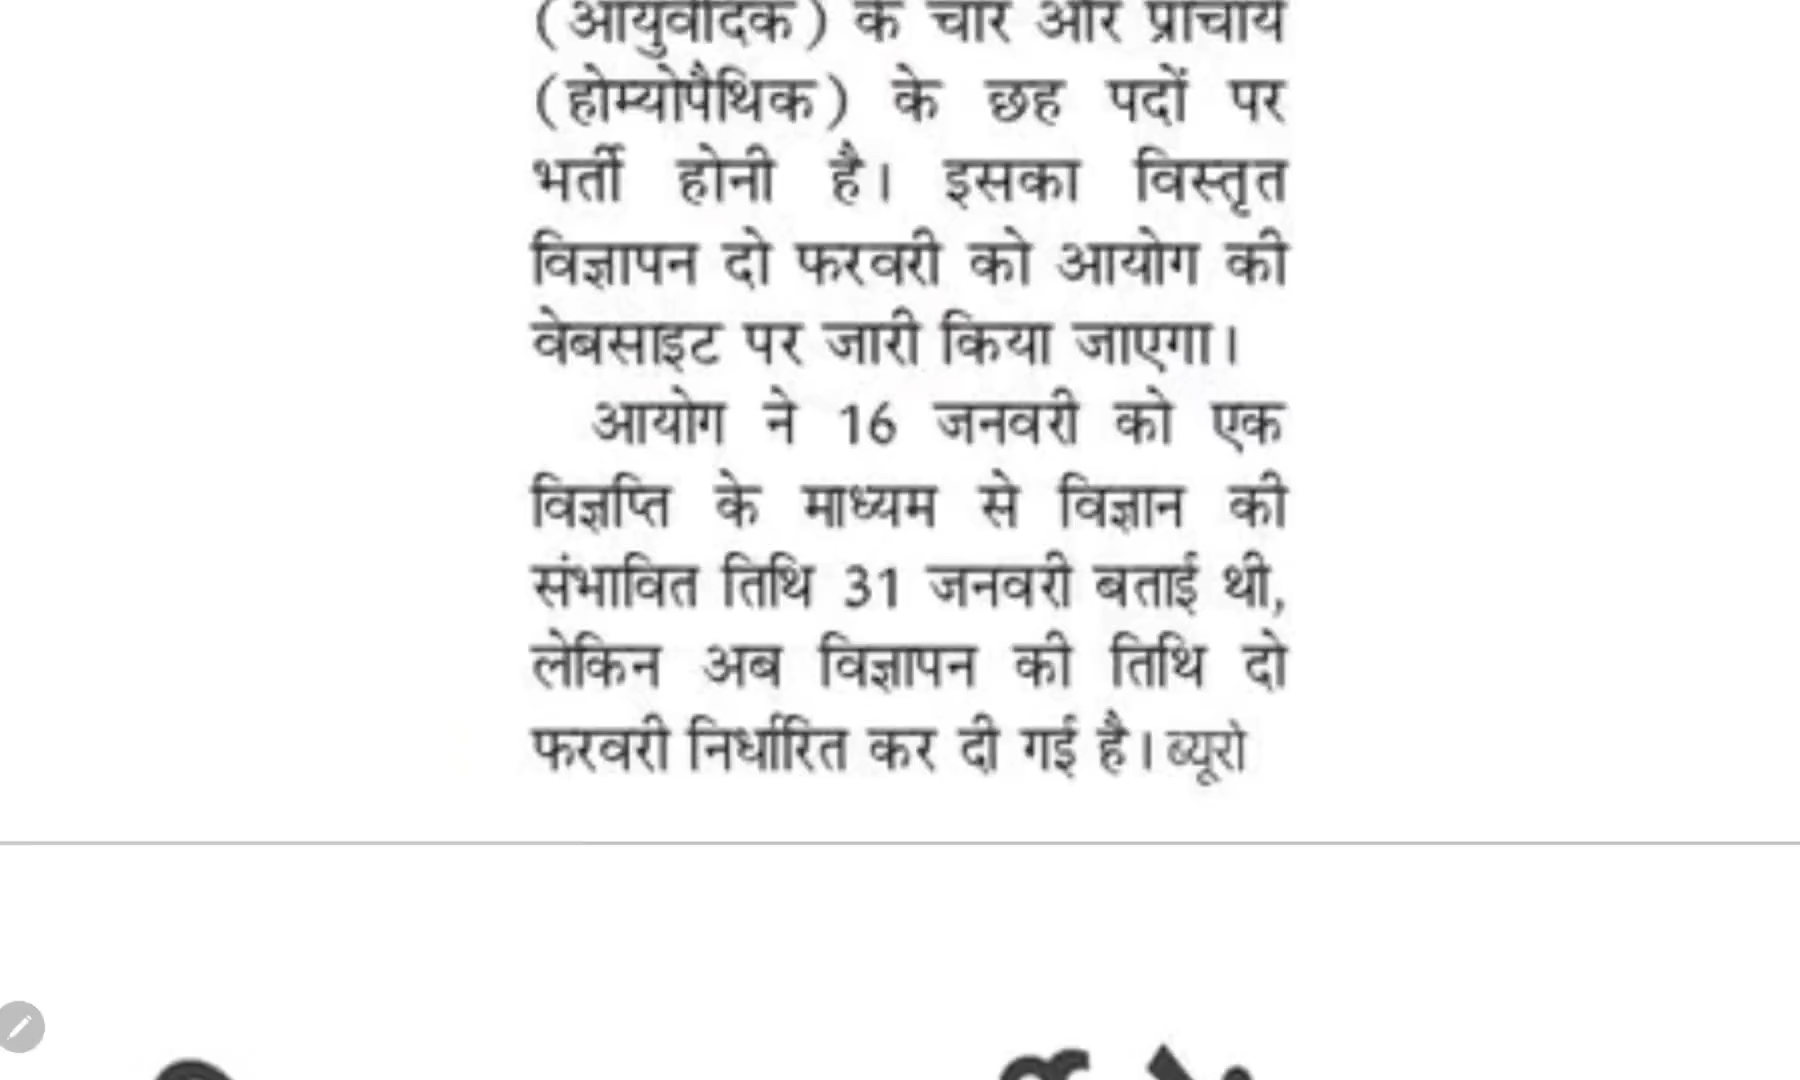 (आयुर्वेदिक) के चार और प्राचार्य
(होम्योपैथिक) के छह पदों पर
भर्ती होनी है। इसका विस्तृत
विज्ञापन दो फरवरी को आयोग की
वेबसाइट पर जारी किया जाएगा।
आयोग ने 16 जनवरी को एक
विज्ञप्ति के माध्यम से विज्ञान की
संभावित तिथि 31 जनवरी बताई थी,
लेकिन अब विज्ञापन की तिथि दो
फरवरी निर्धारित कर दी गई है। ब्यूरो